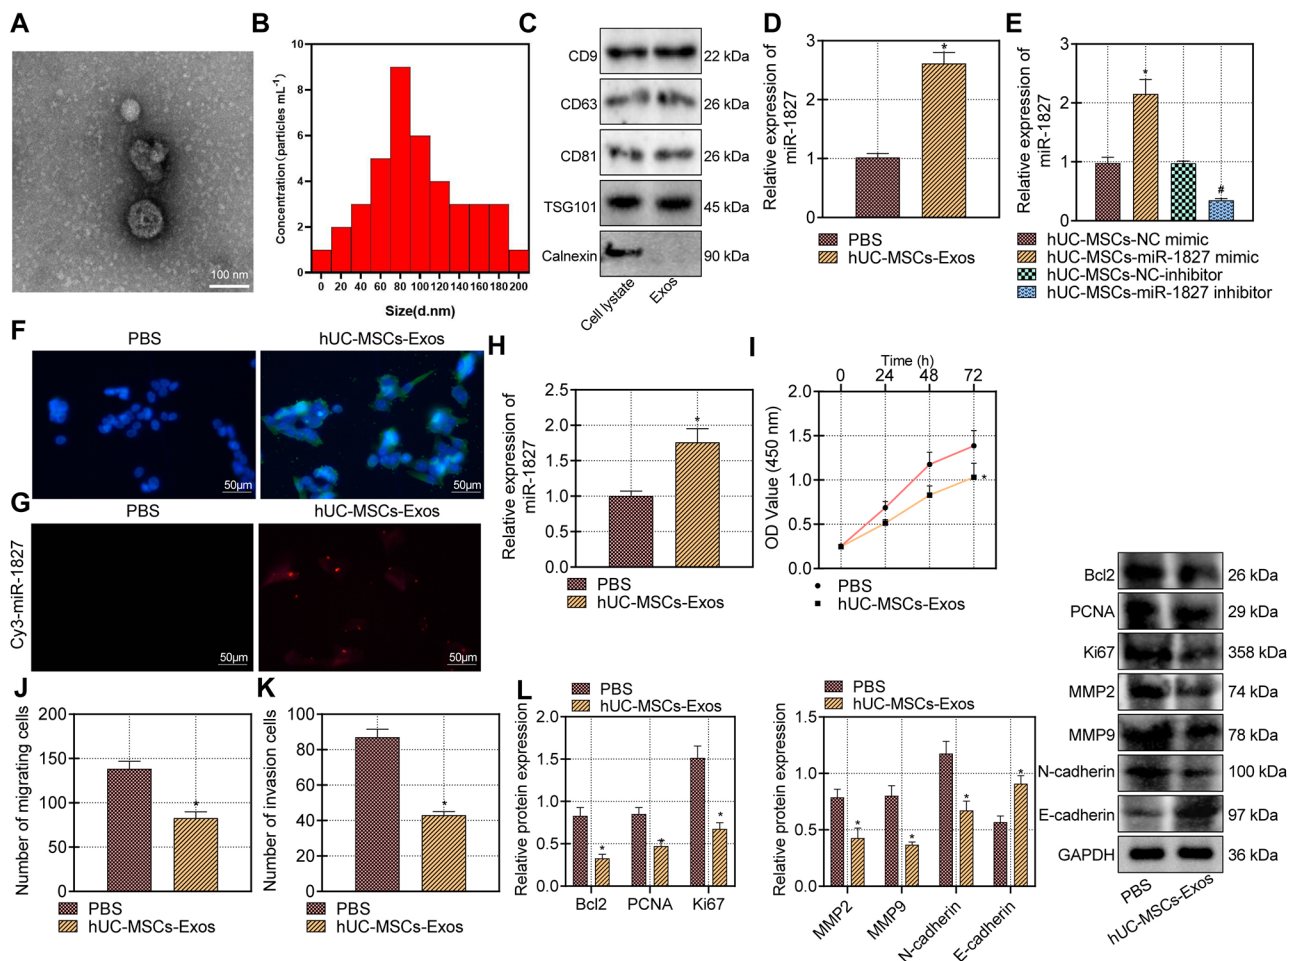 A
100 nm
B
Concentration (particles mL-1)
10
8
6
4
2
0
0 20 40 60 80 100 120 140 160 180 200
Size(d.nm)
C
CD9 22 kDa
CD63 26 kDa
CD81 26 kDa
TSG101 45 kDa
Calnexin 90 kDa
Cell lystate
Exos
D
Relative expression of
miR-1827
3
2
1
0
*
PBS
hUC-MSCs-Exos
E
Relative expression of
miR-1827
3
2
1
0
*
#
hUC-MSCs-NC mimic
hUC-MSCs-miR-1827 mimic
hUC-MSCs-NC-inhibitor
hUC-MSCs-miR-1827 inhibitor
F
PBS
hUC-MSCs-Exos
50μm
50μm
G
PBS
hUC-MSCs-Exos
Cy3-miR-1827
50μm
50μm
H
Relative expression of
miR-1827
2.5
2.0
1.5
1.0
0.5
0.0
*
PBS
hUC-MSCs-Exos
I
Time (h)
0 24 48 72
OD Value (450 nm)
2.0
1.5
1.0
0.5
0.0
*
PBS
hUC-MSCs-Exos
J
Number of migrating cells
200
150
100
50
0
*
PBS
hUC-MSCs-Exos
K
Number of invasion cells
100
80
60
40
20
0
*
PBS
hUC-MSCs-Exos
L
PBS
hUC-MSCs-Exos
Relative protein expression
2.0
1.5
1.0
0.5
0.0
* * *
Bcl2 PCNA Ki67
PBS
hUC-MSCs-Exos
Relative protein expression
1.5
1.0
0.5
0.0
* * * *
MMP2
MMP9
N-cadherin
E-cadherin
Bcl2 26 kDa
PCNA 29 kDa
Ki67 358 kDa
MMP2 74 kDa
MMP9 78 kDa
N-cadherin 100 kDa
E-cadherin 97 kDa
GAPDH 36 kDa
PBS
hUC-MSCs-Exos